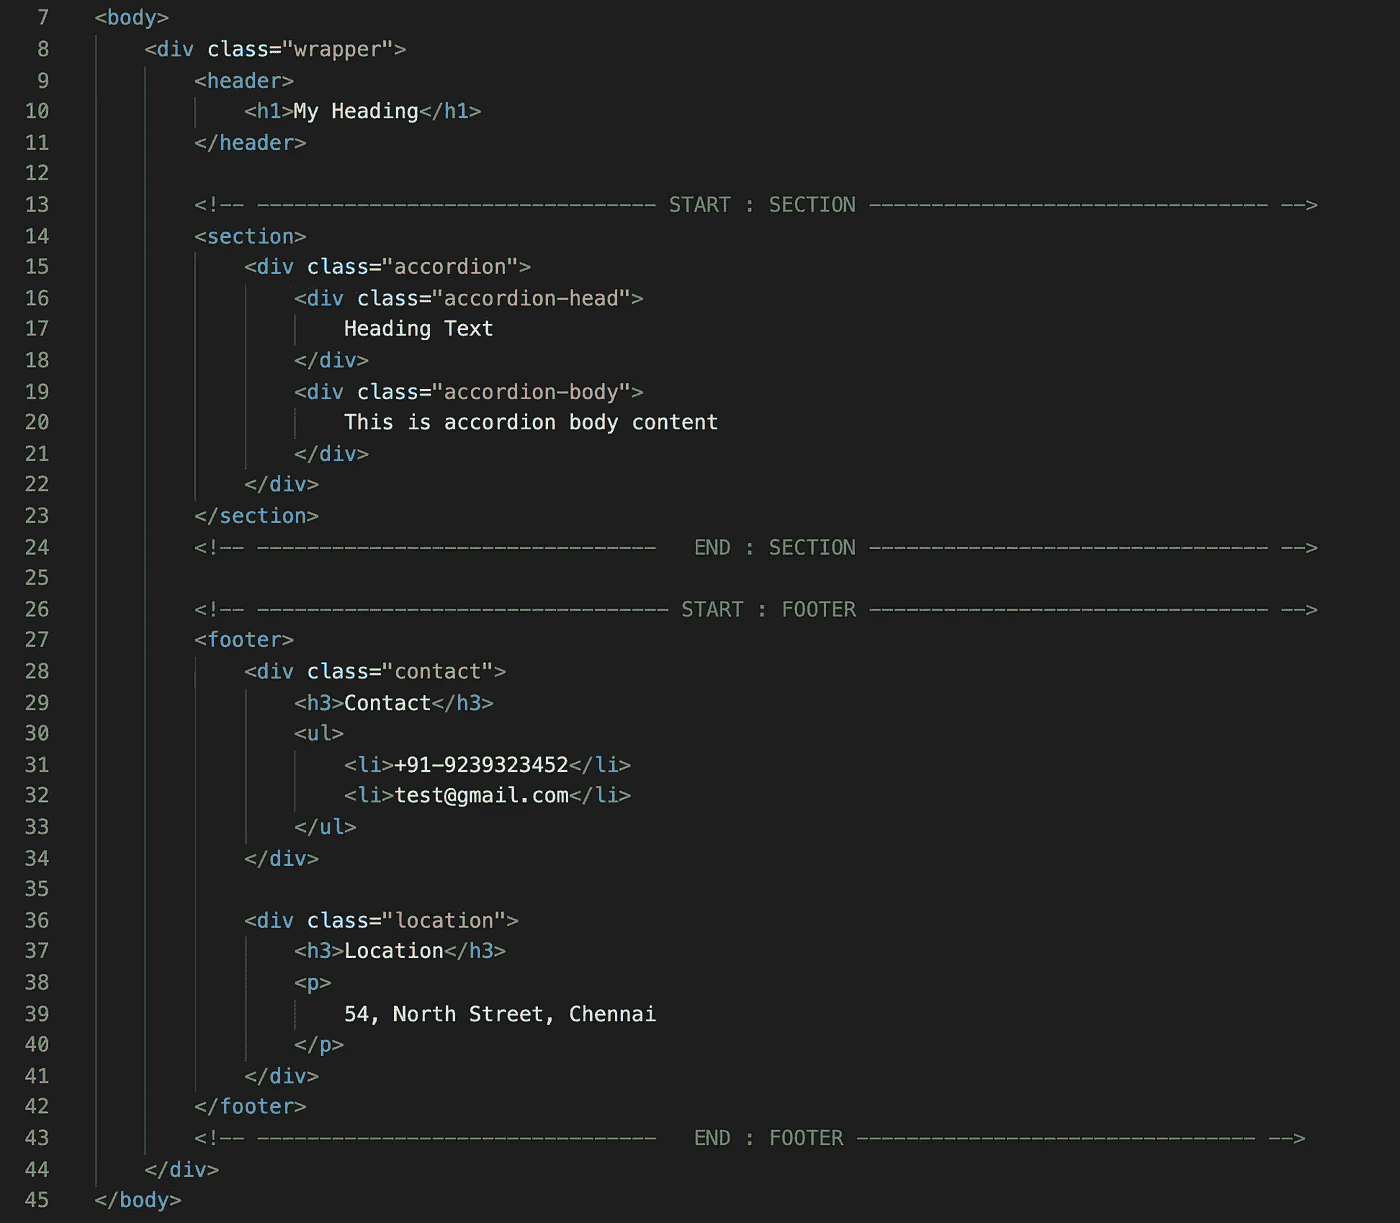 7 <body>
8     <div class="wrapper">
9         <header>
10             <h1>My Heading</h1>
11         </header>
12
13         <!-- -------------------------------- START : SECTION -------------------------------- -->
14         <section>
15             <div class="accordion">
16                 <div class="accordion-head">
17                     Heading Text
18                 </div>
19                 <div class="accordion-body">
20                     This is accordion body content
21                 </div>
22             </div>
23         </section>
24         <!-- --------------------------------   END : SECTION -------------------------------- -->
25
26         <!-- --------------------------------- START : FOOTER -------------------------------- -->
27         <footer>
28             <div class="contact">
29                 <h3>Contact</h3>
30                 <ul>
31                     <li>+91-9239323452</li>
32                     <li>test@gmail.com</li>
33                 </ul>
34             </div>
35
36             <div class="location">
37                 <h3>Location</h3>
38                 <p>
39                     54, North Street, Chennai
40                 </p>
41             </div>
42         </footer>
43         <!-- --------------------------------   END : FOOTER -------------------------------- -->
44     </div>
45 </body>